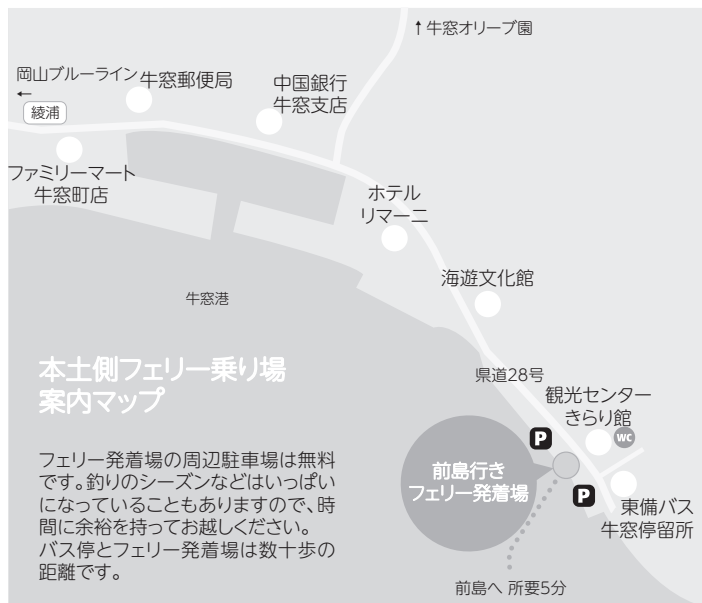 ↑牛窓オリーブ園
岡山ブルーライン
←
綾浦
牛窓郵便局
中国銀行
牛窓支店
ファミリーマート
牛窓町店
ホテル
リマーニ
海遊文化館
牛窓港
県道28号
観光センター
きらり館
WC
P
P
前島行き
フェリー発着場
東備バス
牛窓停留所
前島へ 所要5分
本土側フェリー乗り場
案内マップ
フェリー発着場の周辺駐車場は無料
です。釣りのシーズンなどはいっぱい
になっていることもありますので、時
間に余裕を持ってお越しください。
バス停とフェリー発着場は数十歩の
距離です。